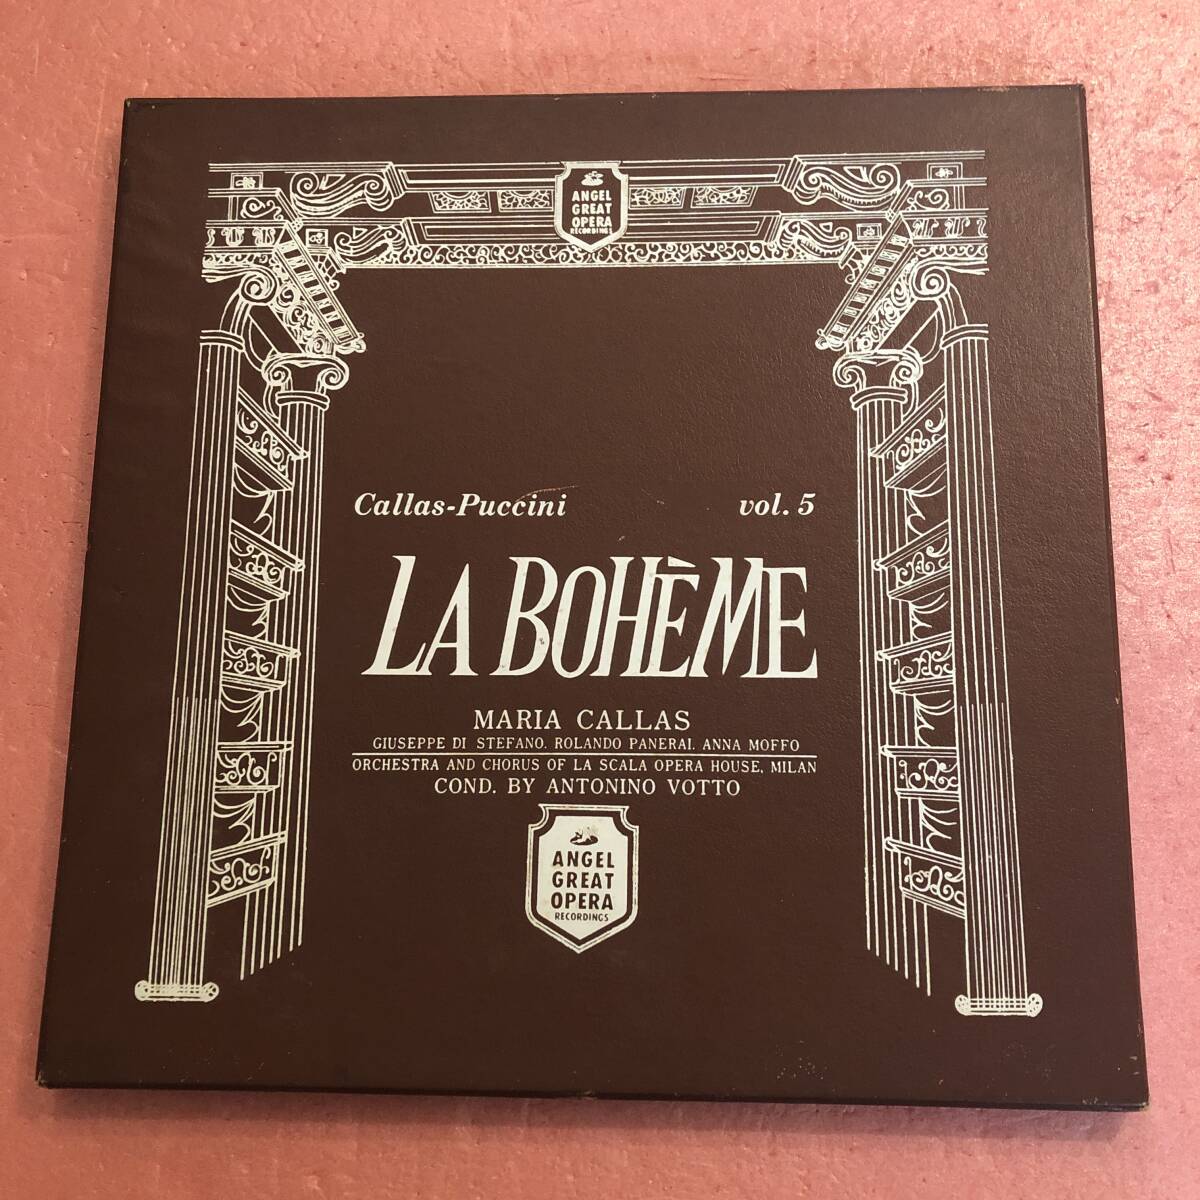 ANGEL
GREAT
OPERA
RECORDINGS
Callas-Puccini vol. 5
LA BOHÈME
MARIA CALLAS
GIUSEPPE DI STEFANO. ROLANDO PANERAI. ANNA MOFFO
ORCHESTRA AND CHORUS OF LA SCALA OPERA HOUSE, MILAN
COND. BY ANTONINO VOTTO
ANGEL
GREAT
OPERA
RECORDINGS